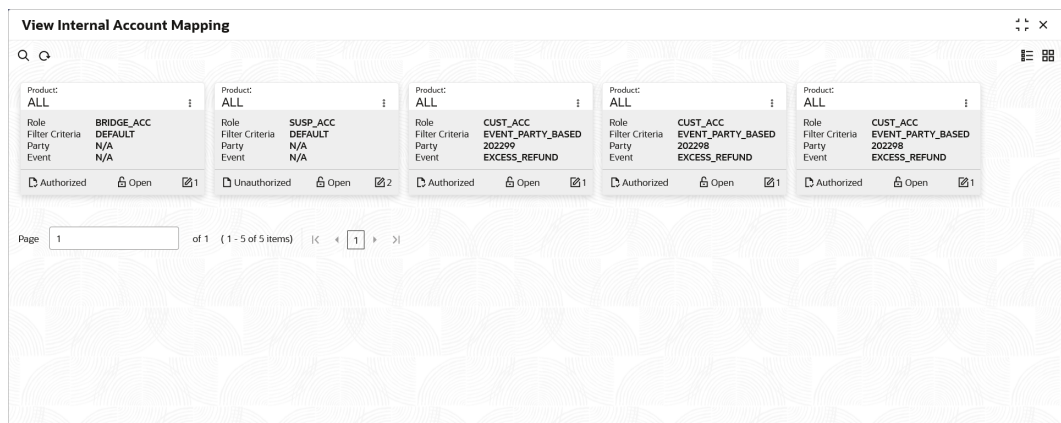 View Internal Account Mapping
Product:
ALL
Role BRIDGE_ACC
Filter Criteria DEFAULT
Party N/A
Event N/A
Authorized Open 1
Product:
ALL
Role SUSP_ACC
Filter Criteria DEFAULT
Party N/A
Event N/A
Unauthorized Open 2
Product:
ALL
Role CUST_ACC
Filter Criteria EVENT_PARTY_BASED
Party 202299
Event EXCESS_REFUND
Authorized Open 1
Product:
ALL
Role CUST_ACC
Filter Criteria EVENT_PARTY_BASED
Party 202298
Event EXCESS_REFUND
Authorized Open 1
Product:
ALL
Role CUST_ACC
Filter Criteria EVENT_PARTY_BASED
Party 202298
Event EXCESS_REFUND
Authorized Open 1
Page 1 of 1 ( 1 - 5 of 5 items) 1